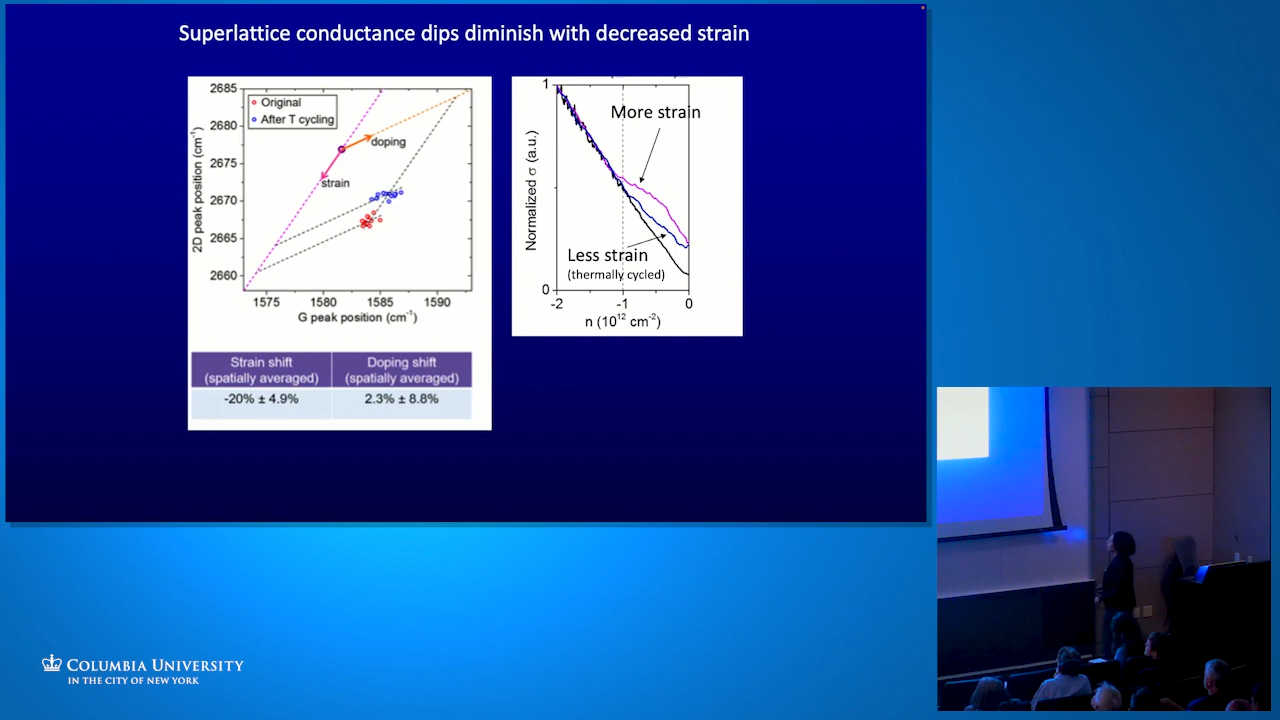 Superlattice conductance dips diminish with decreased strain
2685
2680
2675
2670
2665
2660
2D peak position (cm⁻¹)
Original
After T cycling
doping
strain
1575 1580 1585 1590
G peak position (cm⁻¹)
Strain shift
(spatially averaged)
Doping shift
(spatially averaged)
-20% ± 4.9%
2.3% ± 8.8%
1
0
Normalized σ (a.u.)
More strain
Less strain
(thermally cycled)
-2 -1 0
n (10¹² cm⁻²)
COLUMBIA UNIVERSITY
IN THE CITY OF NEW YORK